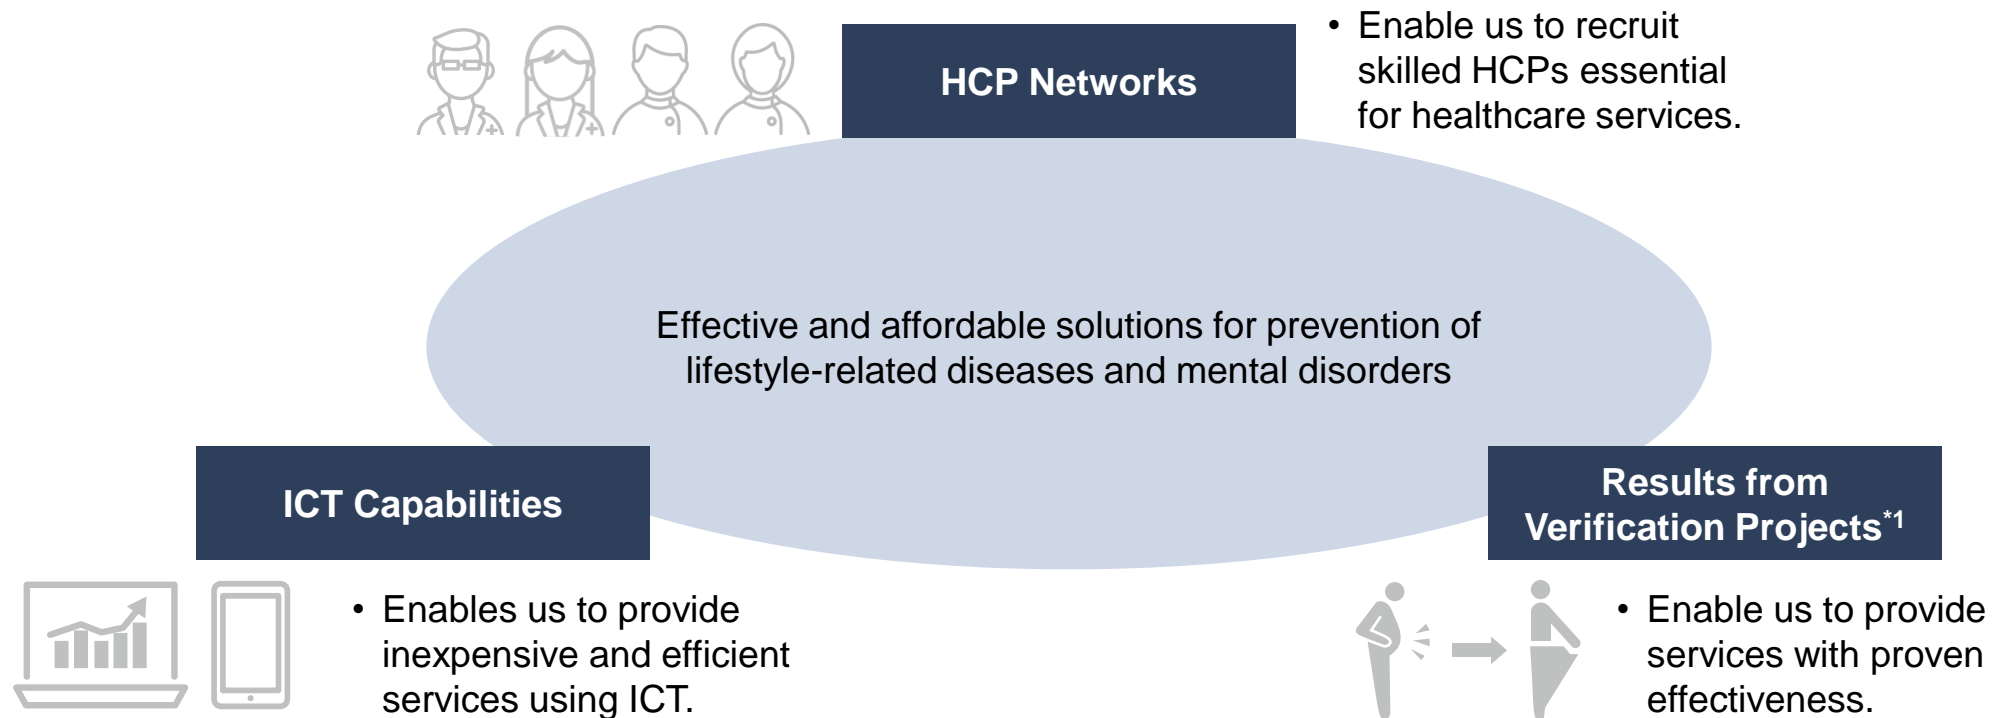 HCP Networks
• Enable us to recruit
skilled HCPs essential
for healthcare services.
Effective and affordable solutions for prevention of
lifestyle-related diseases and mental disorders
ICT Capabilities
• Enables us to provide
inexpensive and efficient
services using ICT.
Results from
Verification Projects*1
• Enable us to provide
services with proven
effectiveness.